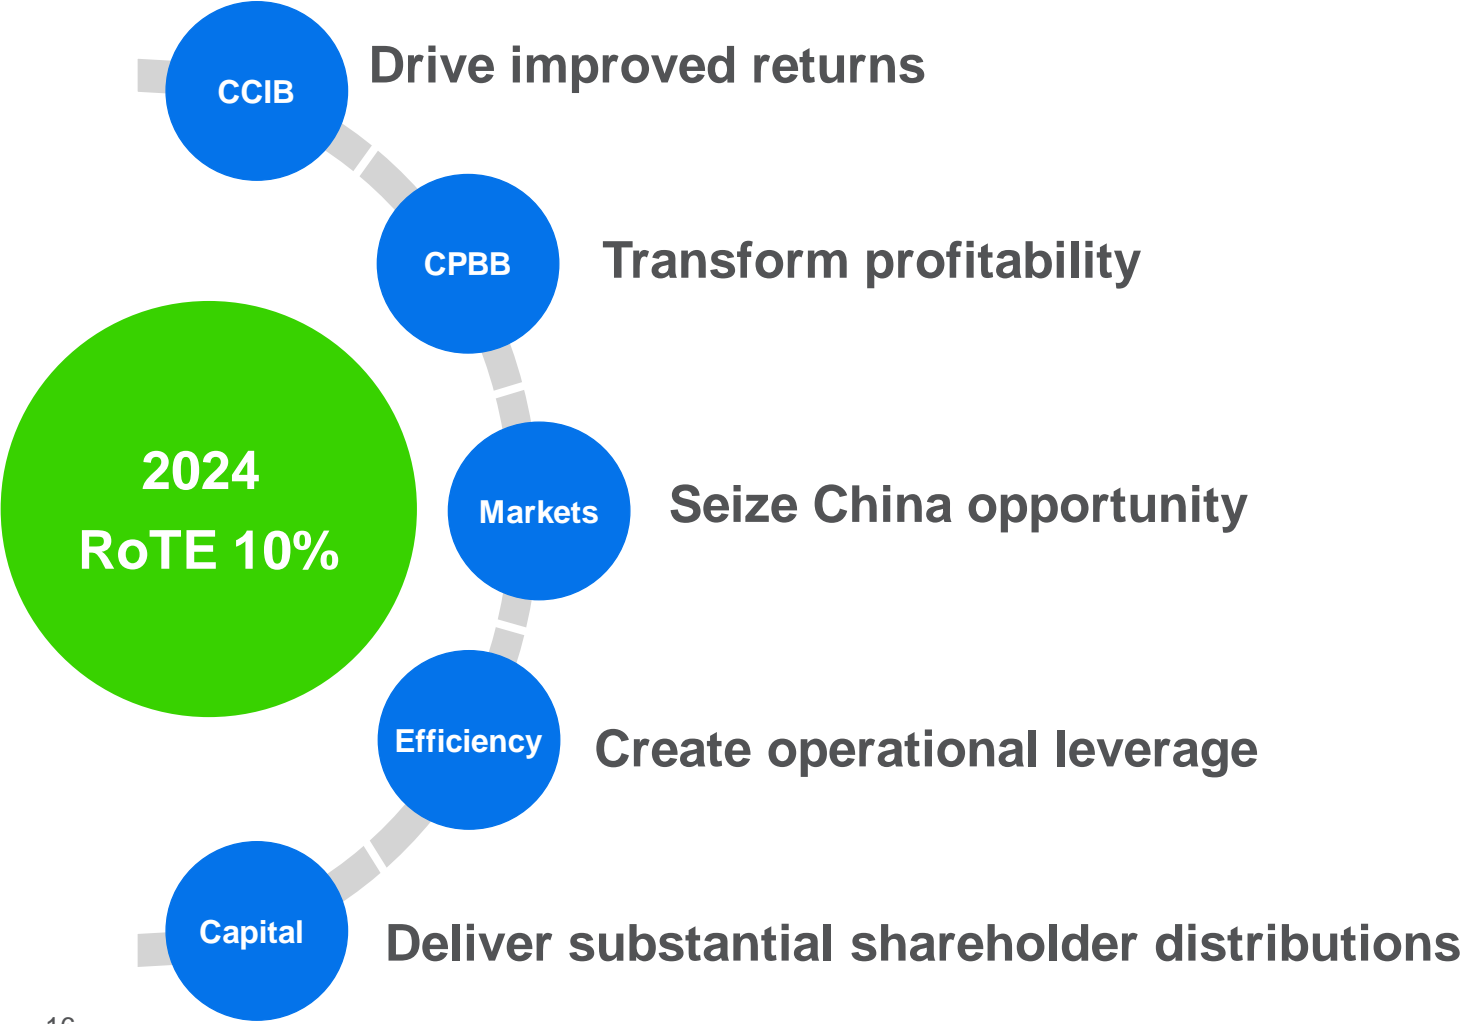 CCIB
Drive improved returns
CPBB
Transform profitability
2024
RoTE 10%
Markets
Seize China opportunity
Efficiency
Create operational leverage
Capital
Deliver substantial shareholder distributions